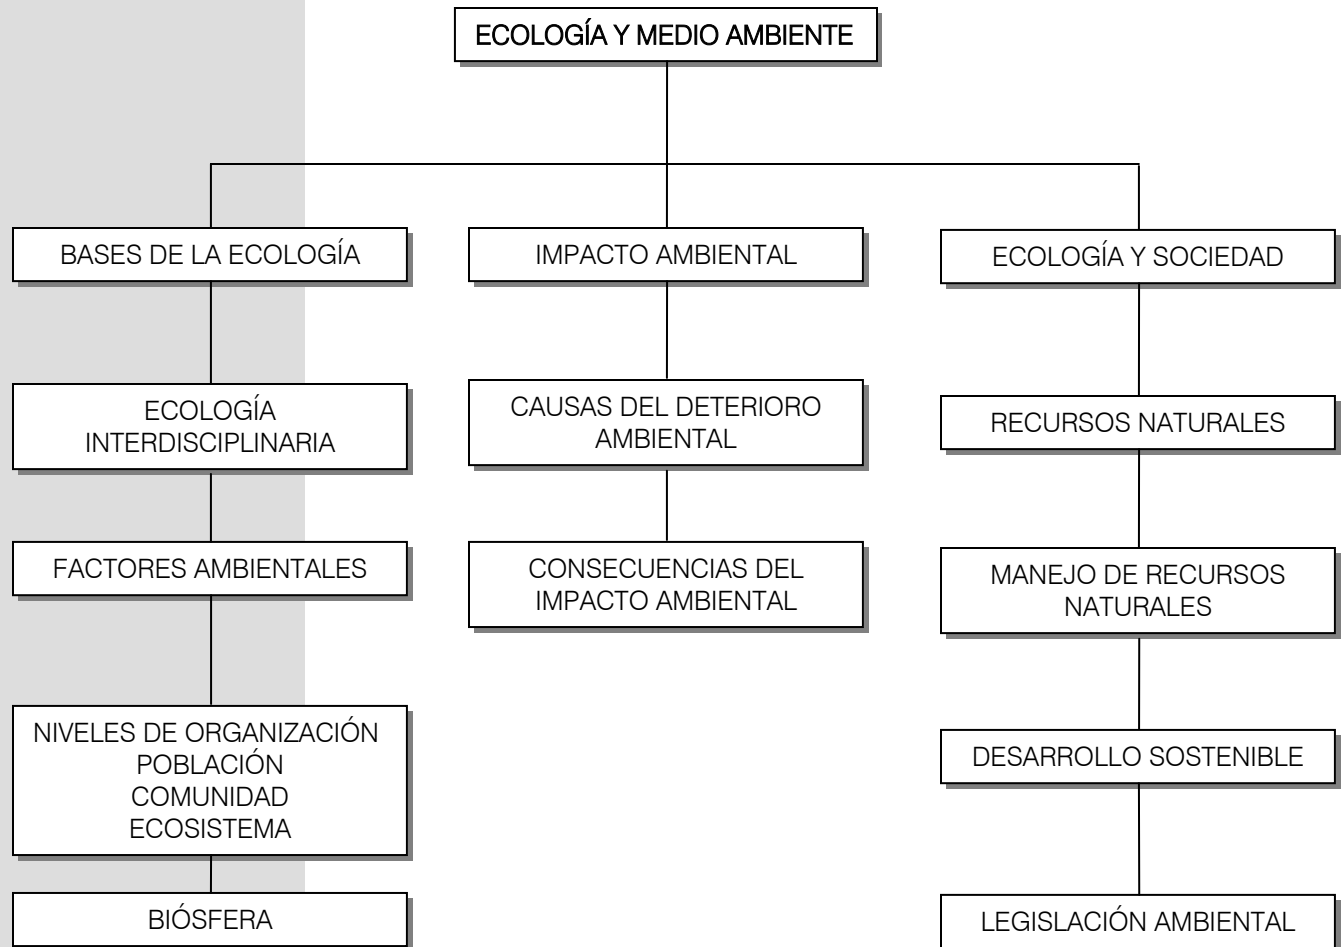 ECOLOGÍA Y MEDIO AMBIENTE
BASES DE LA ECOLOGÍA
ECOLOGÍA
INTERDISCIPLINARIA
FACTORES AMBIENTALES
NIVELES DE ORGANIZACIÓN
POBLACIÓN
COMUNIDAD
ECOSISTEMA
BIÓSFERA
IMPACTO AMBIENTAL
CAUSAS DEL DETERIORO
AMBIENTAL
CONSECUENCIAS DEL
IMPACTO AMBIENTAL
ECOLOGÍA Y SOCIEDAD
RECURSOS NATURALES
MANEJO DE RECURSOS
NATURALES
DESARROLLO SOSTENIBLE
LEGISLACIÓN AMBIENTAL